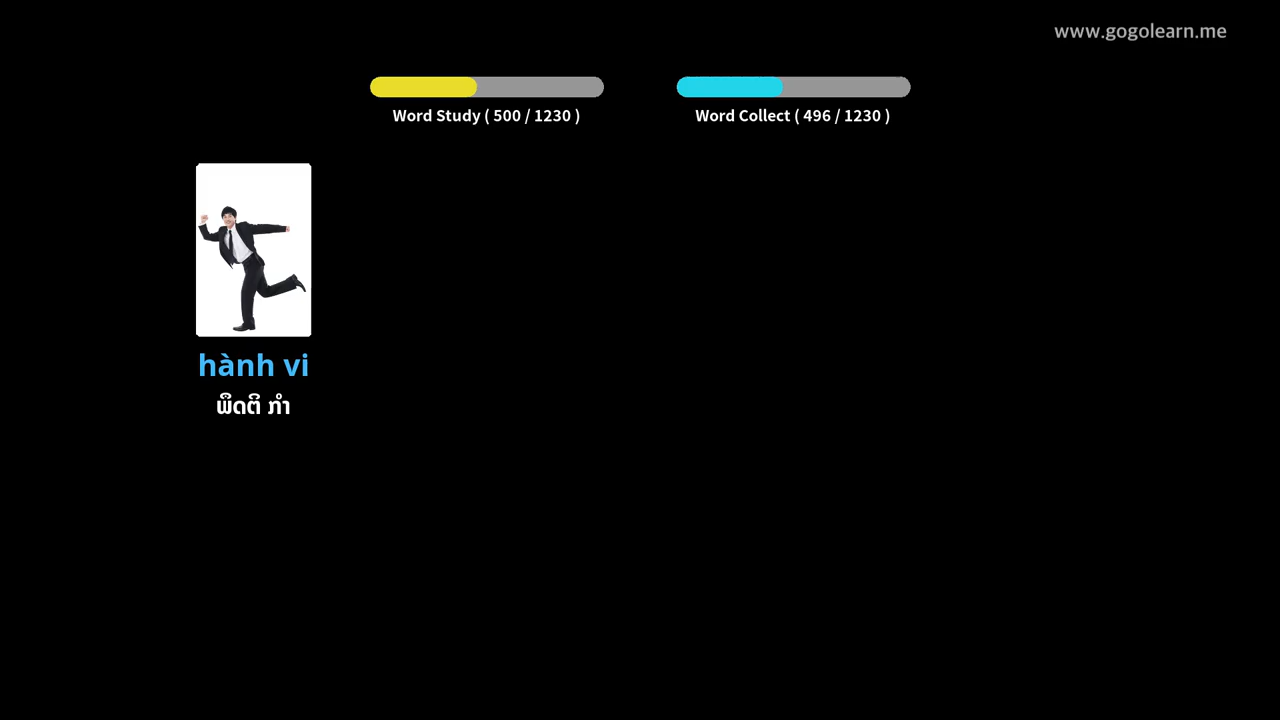 www.gogolearn.me
Word Study ( 500 / 1230 )
Word Collect ( 496 / 1230 )
hành vi
ພຶດຕິ ກຳ